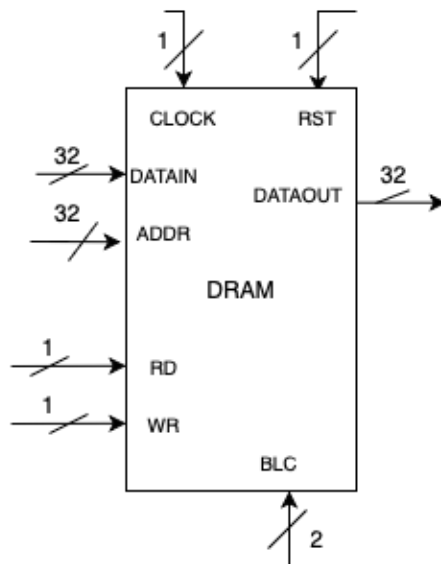 1 1
CLOCK RST
32
DATAIN
32
DATAOUT
32
ADDR
DRAM
1
RD
1
WR
BLC
2